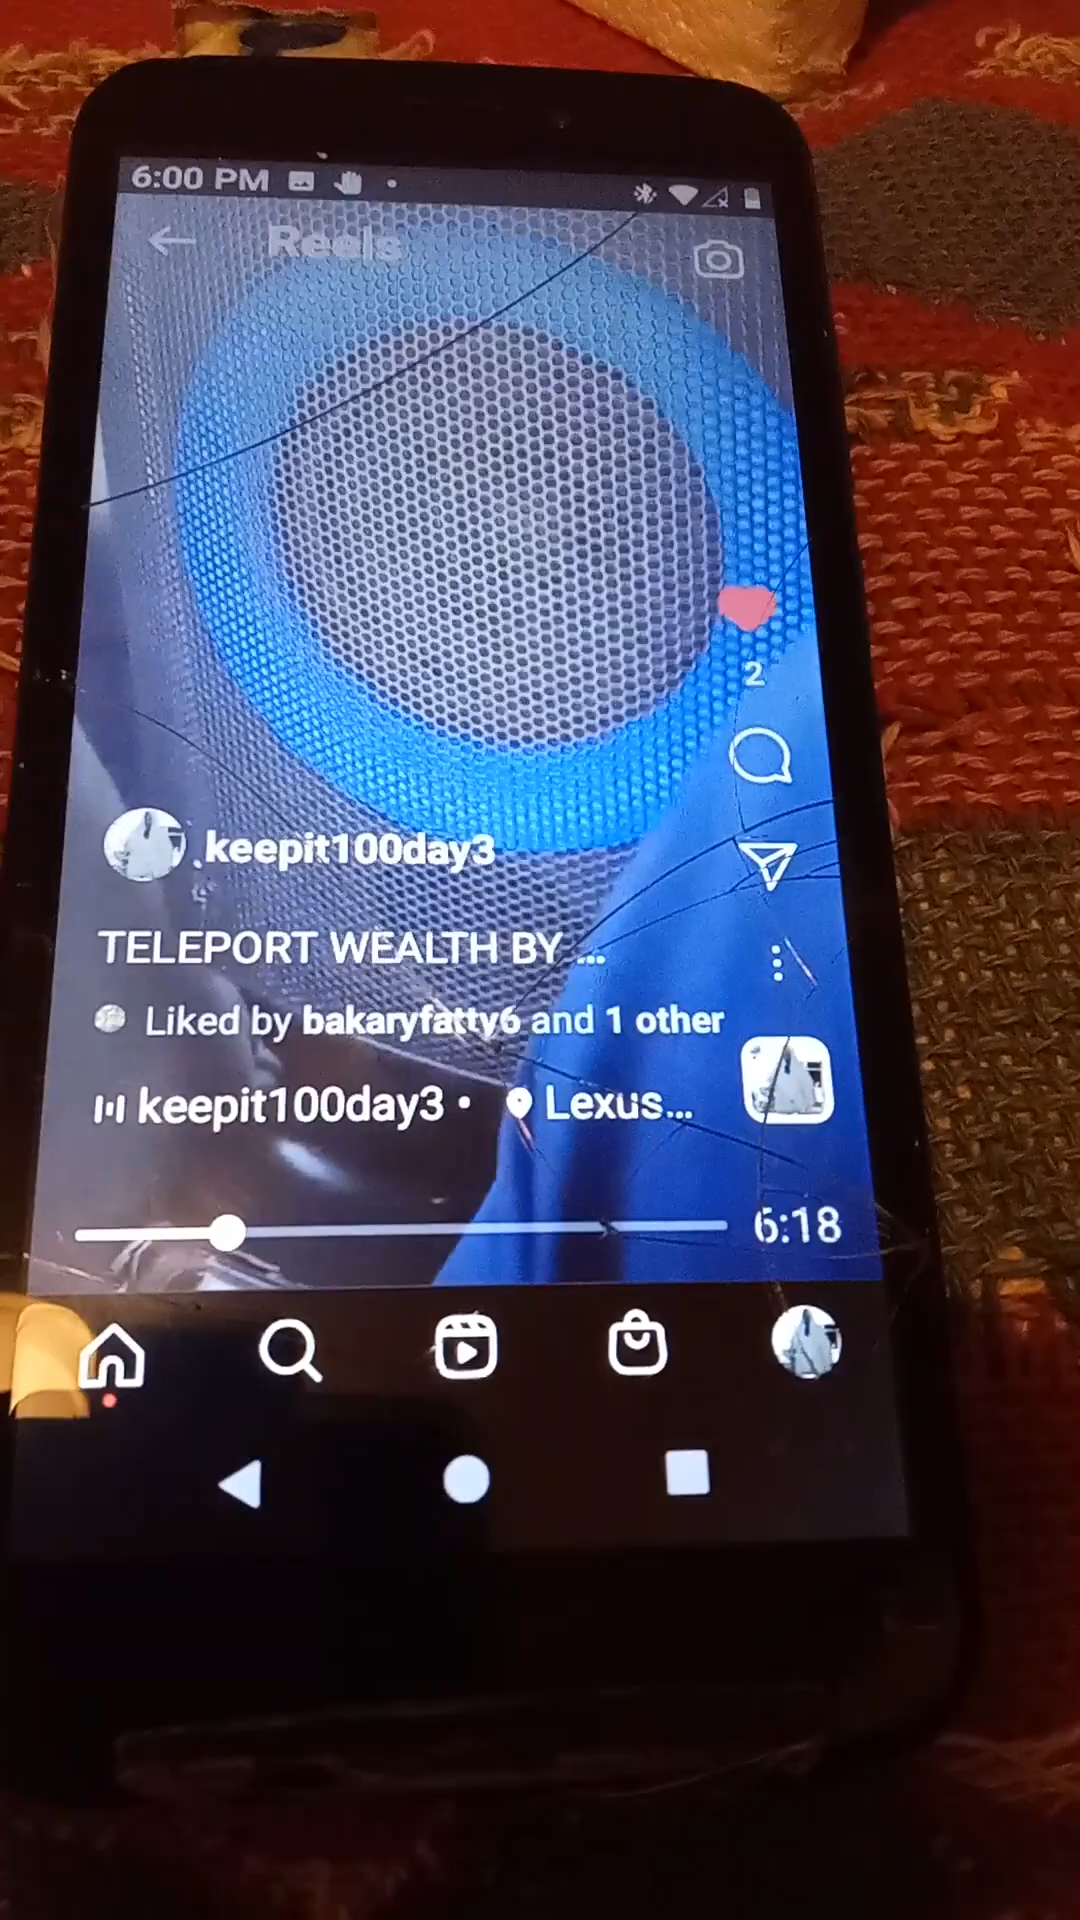 6:00 PM
Reels
2
keepit100day3
TELEPORT WEALTH BY ...
Liked by bakaryfatty6 and 1 other
keepit100day3 • Lexus...
6:18